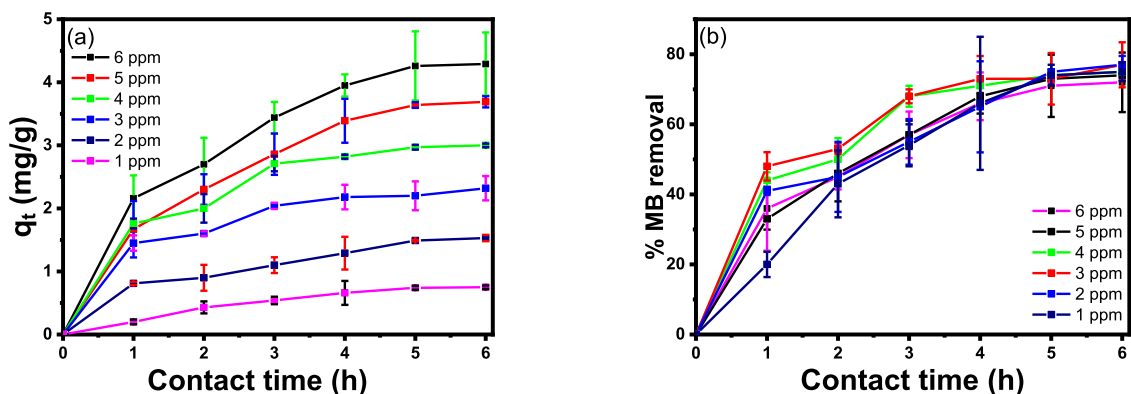 (a)
6 ppm
5 ppm
4 ppm
3 ppm
2 ppm
1 ppm
5
4
3
2
1
0
qt (mg/g)
0 1 2 3 4 5 6
Contact time (h)
(b)
80
60
40
20
0
% MB removal
6 ppm
5 ppm
4 ppm
3 ppm
2 ppm
1 ppm
0 1 2 3 4 5 6
Contact time (h)